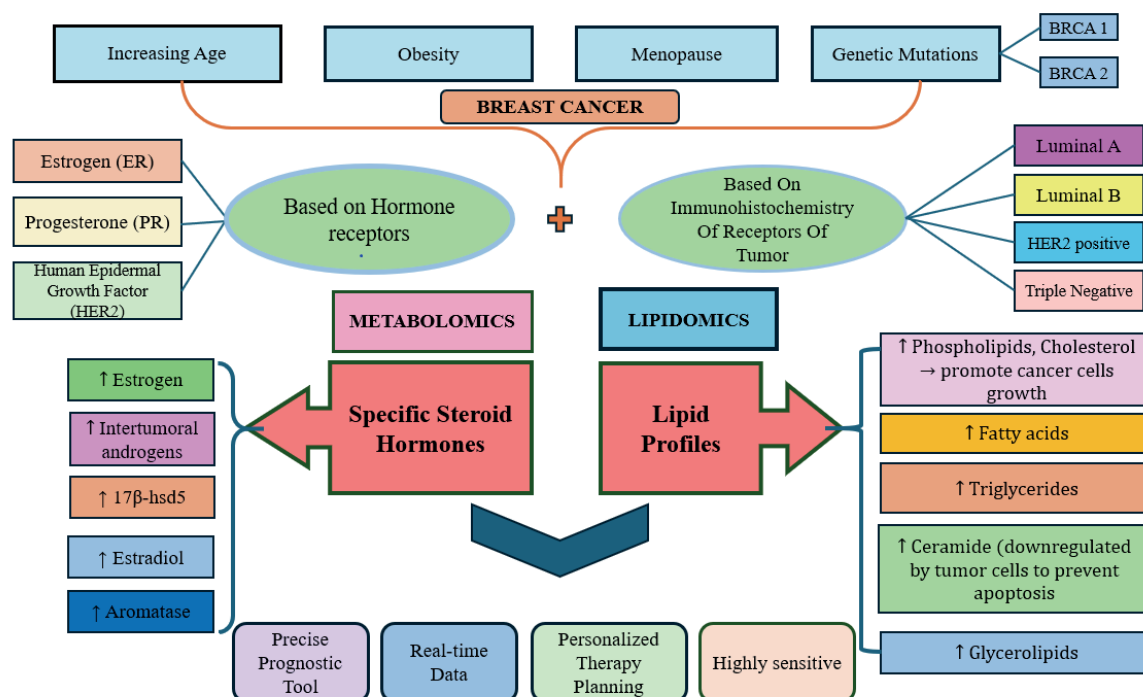 Increasing Age
Obesity
Menopause
Genetic Mutations
BRCA 1
BRCA 2
BREAST CANCER
Estrogen (ER)
Progesterone (PR)
Human Epidermal
Growth Factor
(HER2)
Based on Hormone
receptors
.
Based On
Immunohistochemistry
Of Receptors Of
Tumor
Luminal A
Luminal B
HER2 positive
Triple Negative
METABOLOMICS
LIPIDOMICS
Specific Steroid
Hormones
Lipid
Profiles
↑ Estrogen
↑ Intertumoral
androgens
↑ 17β-hsd5
↑ Estradiol
↑ Aromatase
↑ Phospholipids, Cholesterol
→ promote cancer cells
growth
↑ Fatty acids
↑ Triglycerides
↑ Ceramide (downregulated
by tumor cells to prevent
apoptosis
↑ Glycerolipids
Precise
Prognostic
Tool
Real-time
Data
Personalized
Therapy
Planning
Highly sensitive